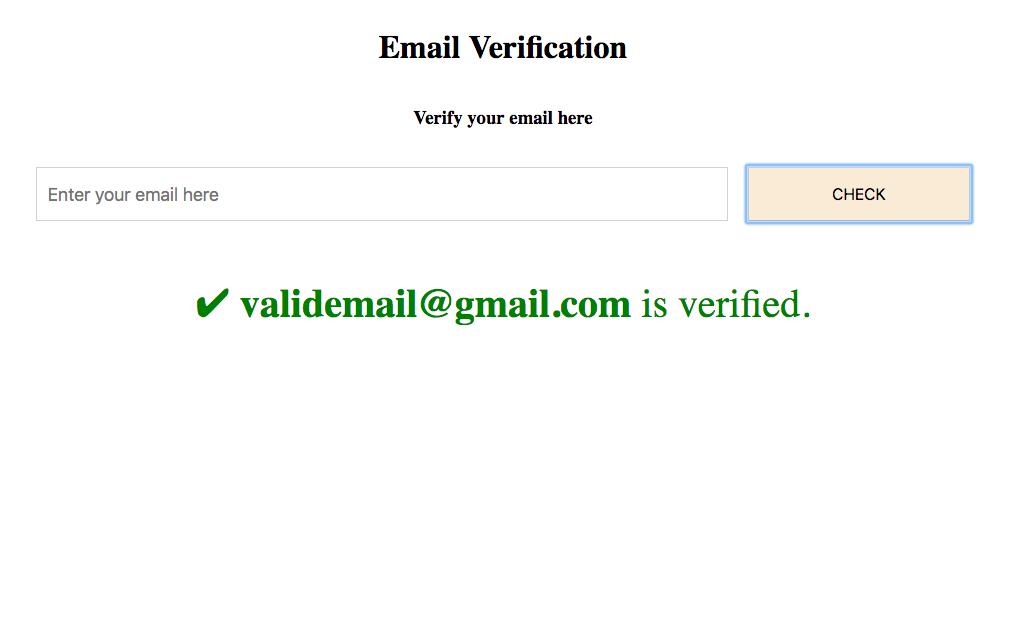 Email Verification
Verify your email here
Enter your email here
CHECK
✔ validemail@gmail.com is verified.